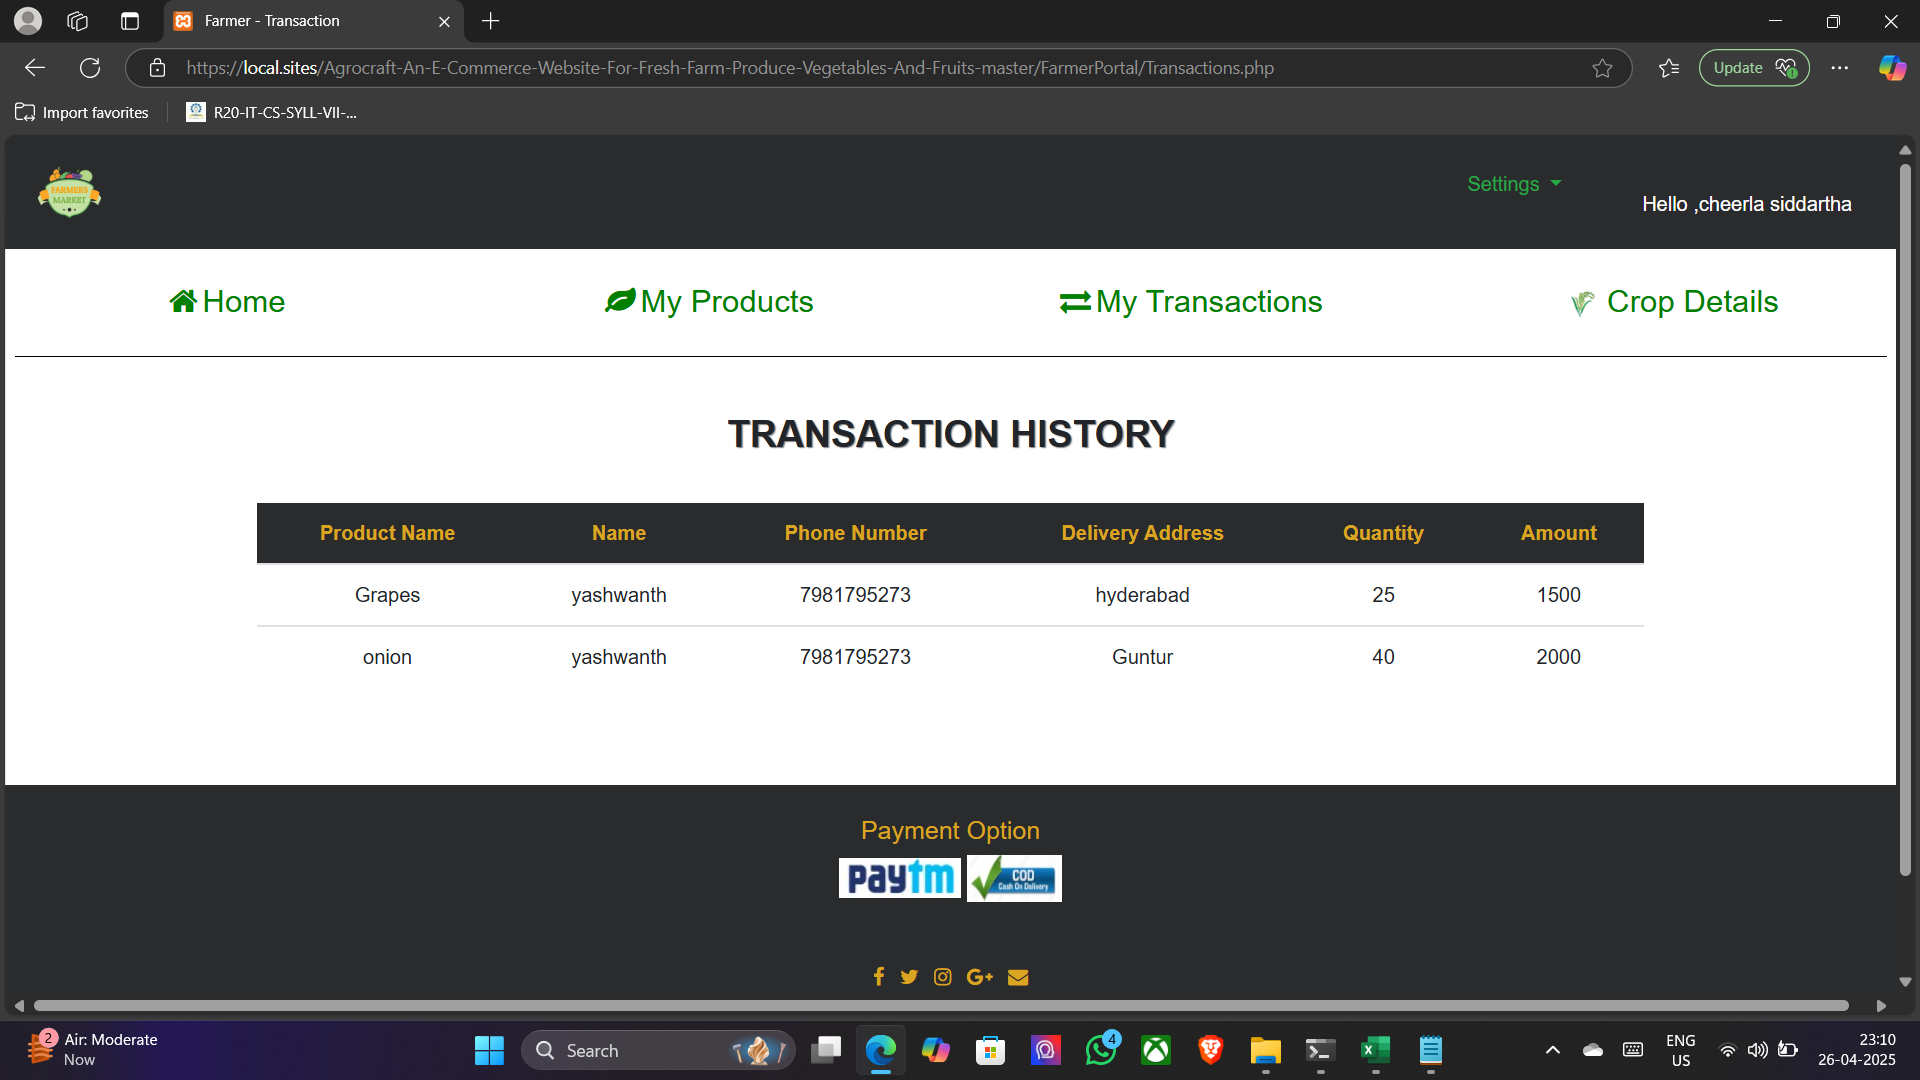 Farmer - Transaction
https://local.sites/Agrocraft-An-E-Commerce-Website-For-Fresh-Farm-Produce-Vegetables-And-Fruits-master/FarmerPortal/Transactions.php
Update
Import favorites
R20-IT-CS-SYLL-VII-...
FARMERS
MARKET
Settings
Hello ,cheerla siddartha
Home
My Products
My Transactions
Crop Details
TRANSACTION HISTORY
Product Name Name Phone Number Delivery Address Quantity Amount
Grapes yashwanth 7981795273 hyderabad 25 1500
onion yashwanth 7981795273 Guntur 40 2000
Payment Option
paytm
COD
Cash On Delivery
G+
2
Air: Moderate
Now
Search
4
ENG
US
23:10
26-04-2025